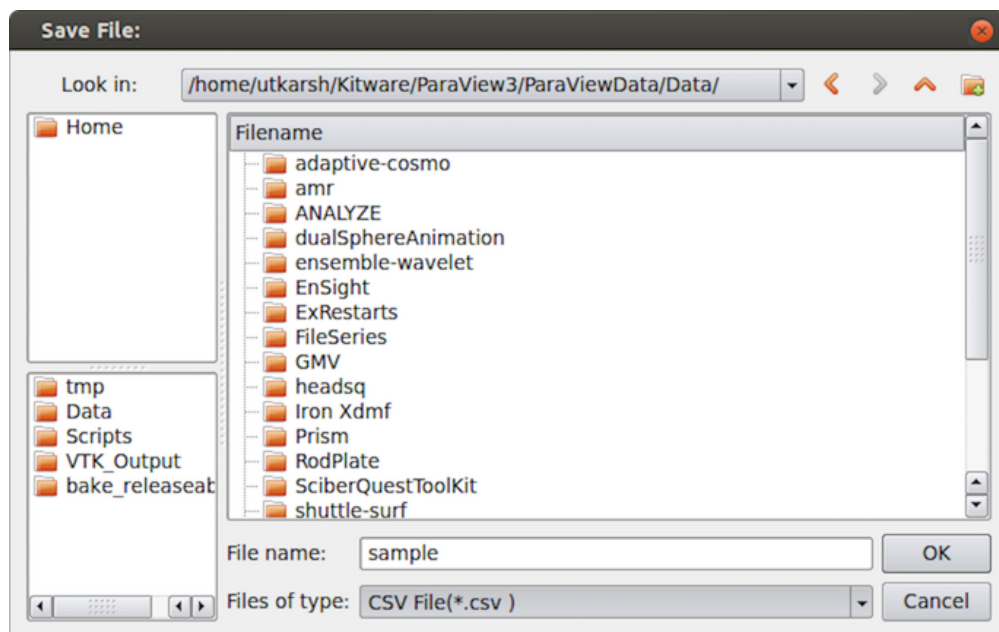 Save File:
Look in: /home/utkarsh/Kitware/ParaView3/ParaViewData/Data/
Home
Filename
adaptive-cosmo
amr
ANALYZE
dualSphereAnimation
ensemble-wavelet
EnSight
ExRestarts
FileSeries
GMV
headsq
Iron Xdmf
Prism
RodPlate
SciberQuestToolKit
shuttle-surf
tmp
Data
Scripts
VTK_Output
bake_releaseab
File name: sample OK
Files of type: CSV File(*.csv ) Cancel